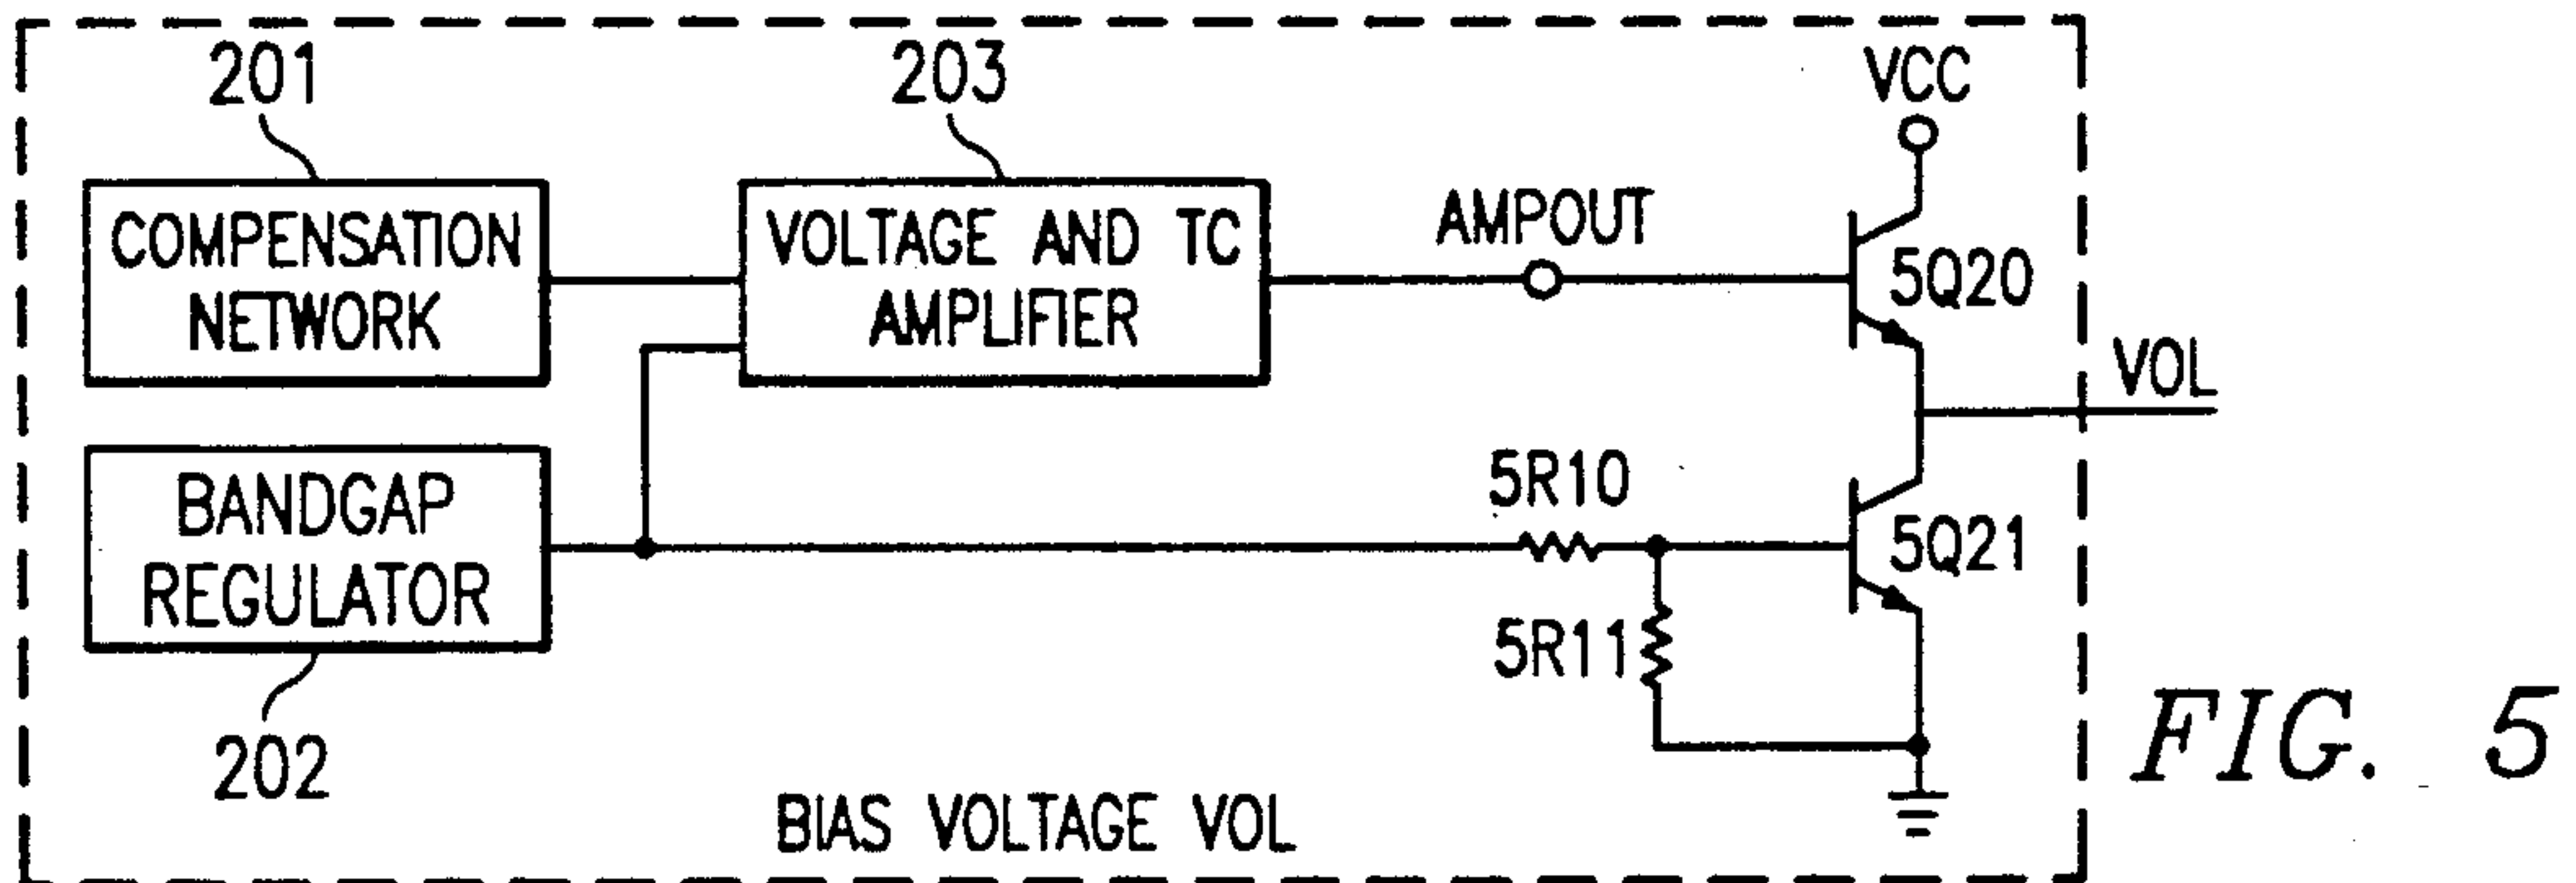 201
203
VCC
COMPENSATION
NETWORK
VOLTAGE AND TC
AMPLIFIER
AMPOUT
5Q20
VOL
BANDGAP
REGULATOR
5R10
5Q21
5R11
202
BIAS VOLTAGE VOL
FIG. 5